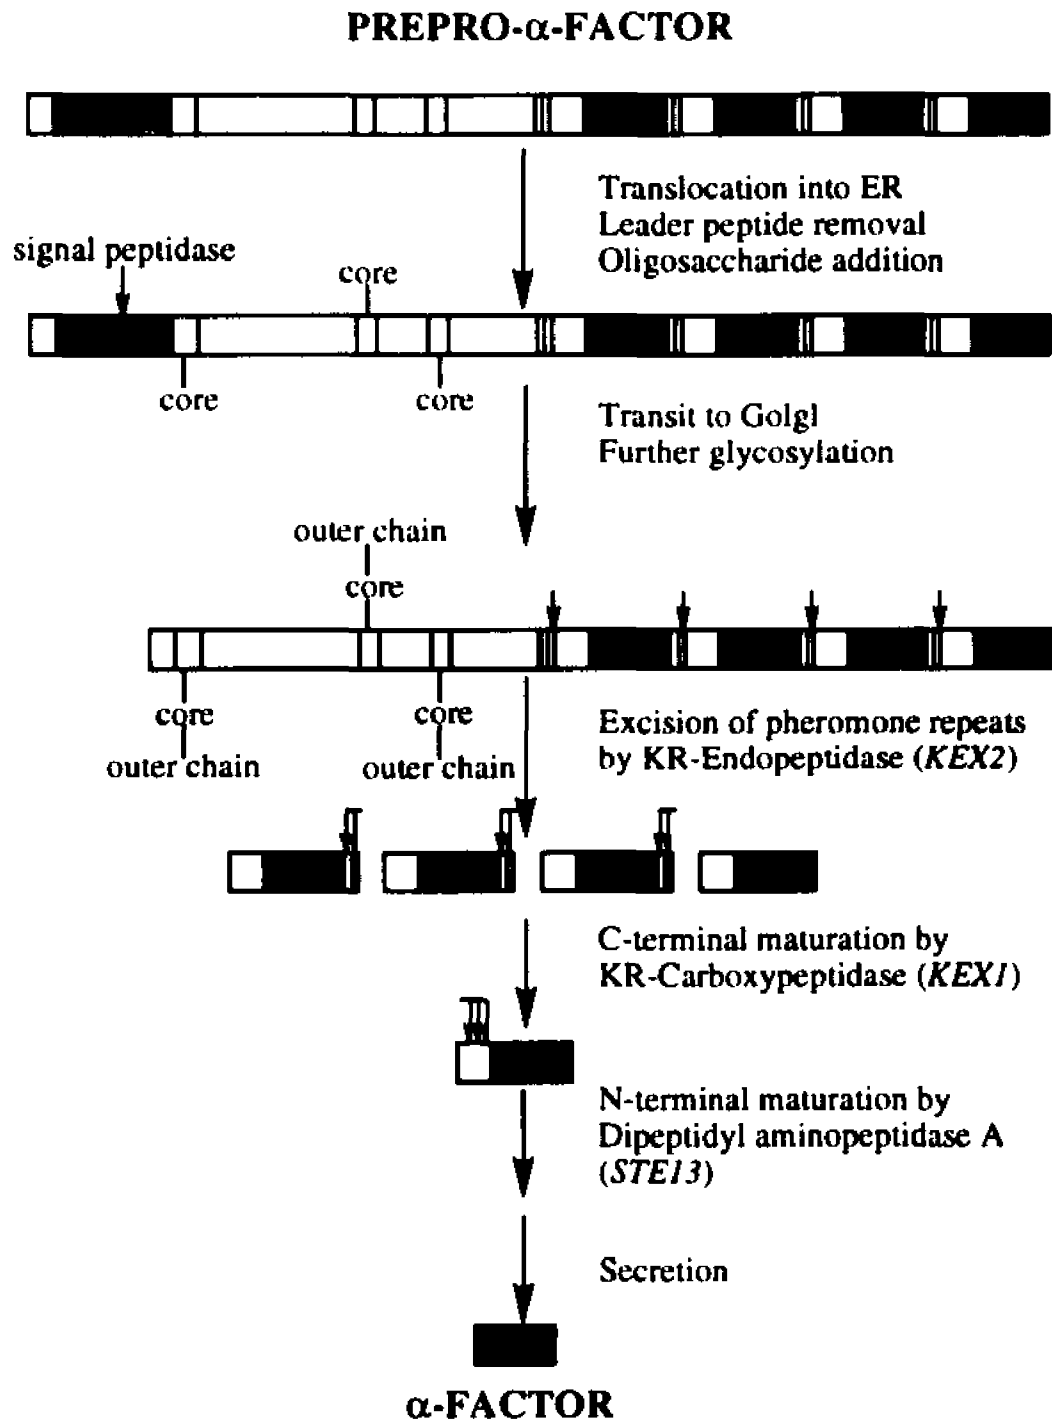 PREPRO-α-FACTOR
Translocation into ER
Leader peptide removal
Oligosaccharide addition
signal peptidase
core
core
core
Transit to Golgl
Further glycosylation
outer chain
core
core
core
outer chain
outer chain
Excision of pheromone repeats
by KR-Endopeptidase (KEX2)
C-terminal maturation by
KR-Carboxypeptidase (KEX1)
N-terminal maturation by
Dipeptidyl aminopeptidase A
(STE13)
Secretion
α-FACTOR